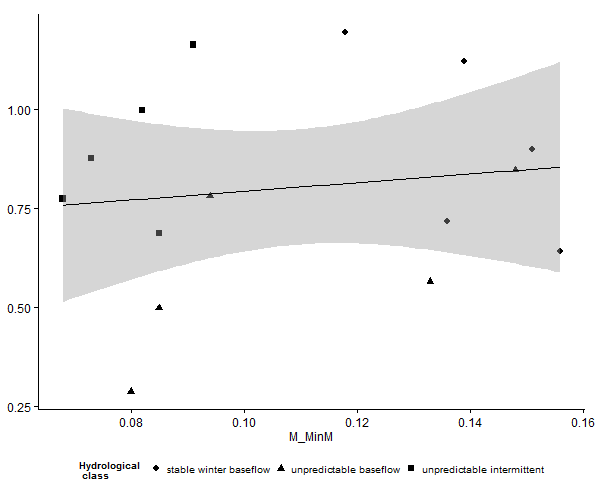 1.00
0.75
0.50
0.25
0.08 0.10 0.12 0.14 0.16
M_MinM
Hydrological
class
stable winter baseflow unpredictable baseflow unpredictable intermittent